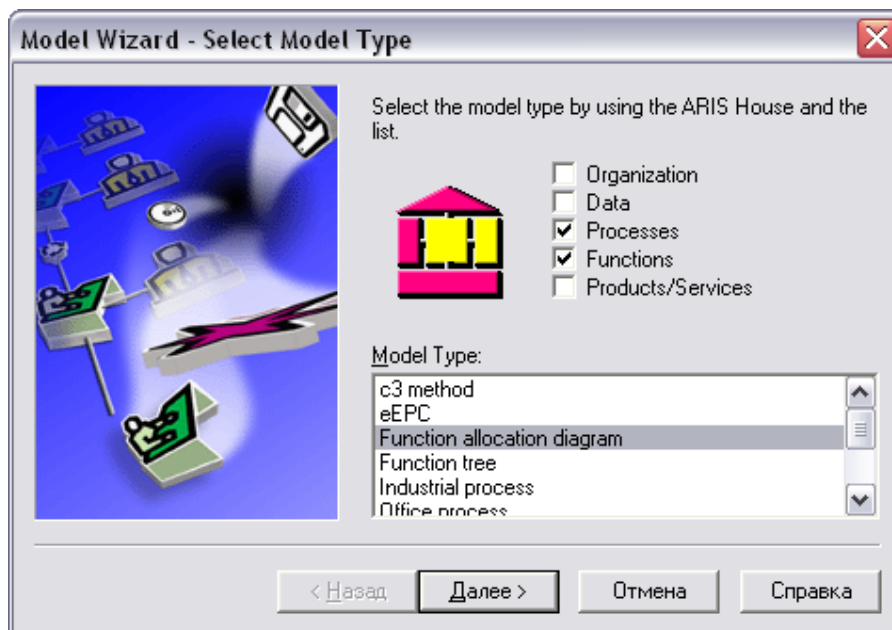 Model Wizard - Select Model Type
Select the model type by using the ARIS House and the
list.
Organization
Data
Processes
Functions
Products/Services
Model Type:
c3 method
eEPC
Function allocation diagram
Function tree
Industrial process
Office process
< Назад
Далее >
Отмена
Справка